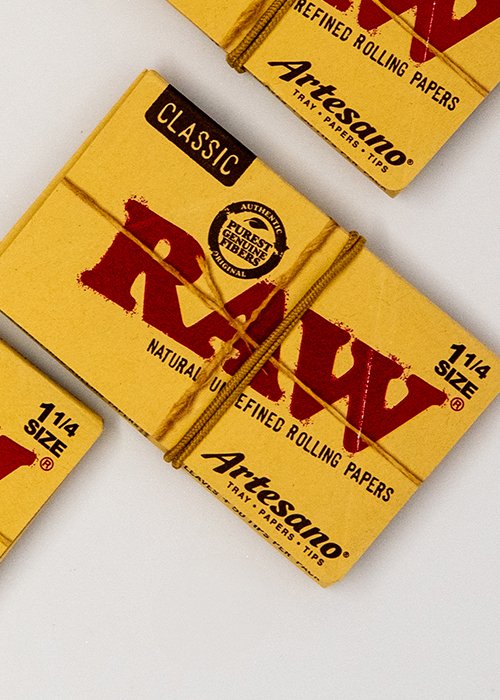 RAW
REFINED ROLLING PAPERS
Artesano®
TRAY • PAPERS • TIPS
CLASSIC
AUTHENTIC
PUREST
GENUINE
FIBERS
ORIGINAL
RAW®
1 1/4
SIZE
NATURAL UNREFINED ROLLING PAPERS
Artesano®
TRAY • PAPERS • TIPS
1 1/4
SIZE
®